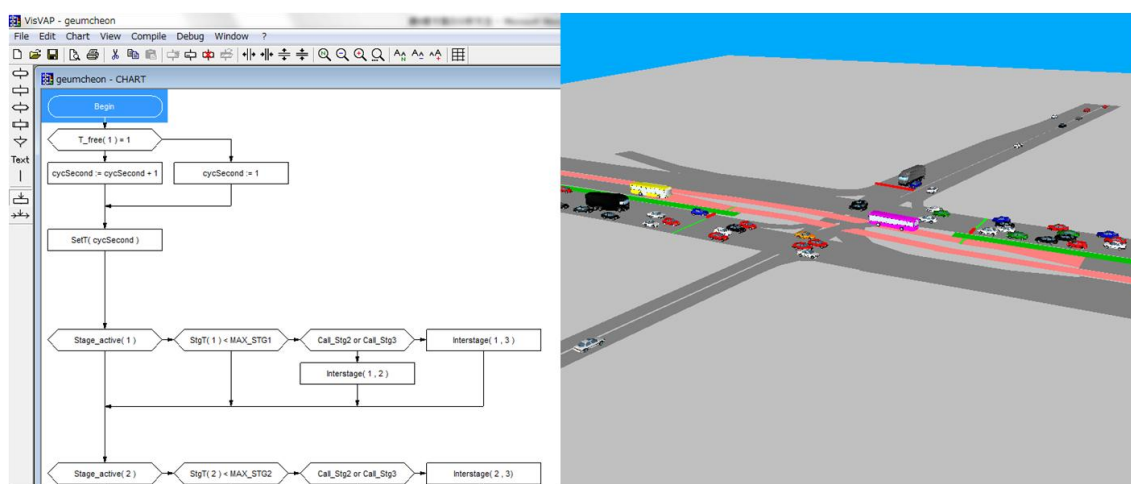 VisVAP - geumcheon
File Edit Chart View Compile Debug Window ?
geumcheon - CHART
Begin
T_free( 1 ) = 1
cycSecond := cycSecond + 1
cycSecond := 1
SetT( cycSecond )
Text
Stage_active( 1 )
StgT( 1 ) < MAX_STG1
Call_Stg2 or Call_Stg3
Interstage( 1 , 3 )
Interstage( 1 , 2 )
Stage_active( 2 )
StgT( 2 ) < MAX_STG2
Call_Stg2 or Call_Stg3
Interstage( 2 , 3 )